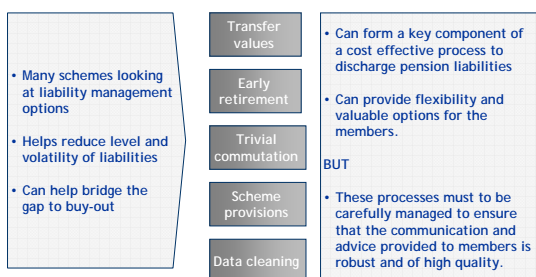 • Many schemes looking
at liability management
options
• Helps reduce level and
volatility of liabilities
• Can help bridge the
gap to buy-out
Transfer
values
Early
retirement
Trivial
commutation
Scheme
provisions
Data cleaning
• Can form a key component of
a cost effective process to
discharge pension liabilities
• Can provide flexibility and
valuable options for the
members.
BUT
• These processes must to be
carefully managed to ensure
that the communication and
advice provided to members is
robust and of high quality.